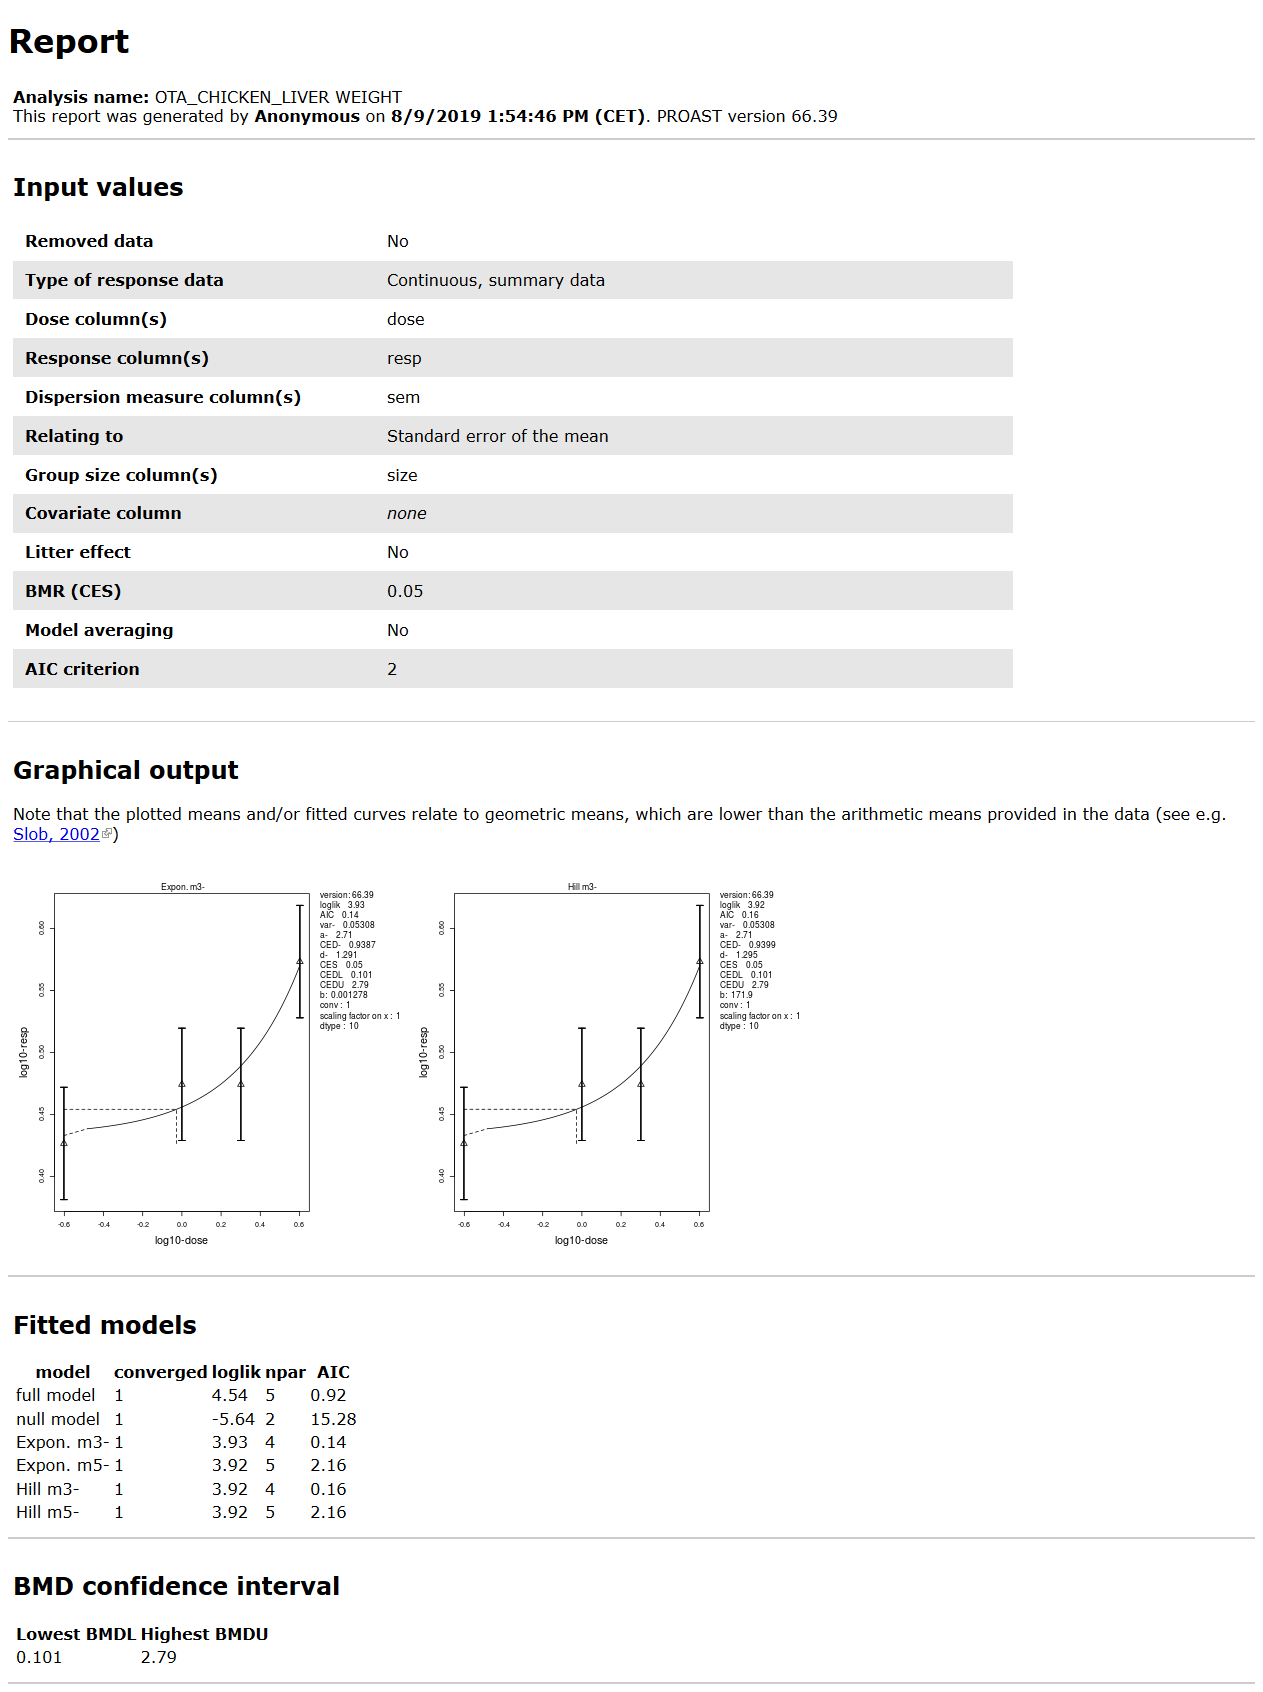 Report
Analysis name: OTA_CHICKEN_LIVER WEIGHT
This report was generated by Anonymous on 8/9/2019 1:54:46 PM (CET). PROAST version 66.39
Input values
Removed data No
Type of response data Continuous, summary data
Dose column(s) dose
Response column(s) resp
Dispersion measure column(s) sem
Relating to Standard error of the mean
Group size column(s) size
Covariate column none
Litter effect No
BMR (CES) 0.05
Model averaging No
AIC criterion 2
Graphical output
Note that the plotted means and/or fitted curves relate to geometric means, which are lower than the arithmetic means provided in the data (see e.g.
Slob, 2002)
Expon. m3-
version: 66.39
loglik 3.93
AIC 0.14
var- 0.05308
a- 2.71
CED- 0.9387
d- 1.291
CES 0.05
CEDL 0.101
CEDU 2.79
b: 0.001278
conv : 1
scaling factor on x : 1
dtype : 10
log10-resp
0.60
0.55
0.50
0.45
0.40
-0.6 -0.4 -0.2 0.0 0.2 0.4 0.6
log10-dose
Hill m3-
version: 66.39
loglik 3.92
AIC 0.16
var- 0.05308
a- 2.71
CED- 0.9399
d- 1.295
CES 0.05
CEDL 0.101
CEDU 2.79
b: 171.9
conv : 1
scaling factor on x : 1
dtype : 10
log10-resp
0.60
0.55
0.50
0.45
0.40
-0.6 -0.4 -0.2 0.0 0.2 0.4 0.6
log10-dose
Fitted models
model converged loglik npar AIC
full model 1 4.54 5 0.92
null model 1 -5.64 2 15.28
Expon. m3- 1 3.93 4 0.14
Expon. m5- 1 3.92 5 2.16
Hill m3- 1 3.92 4 0.16
Hill m5- 1 3.92 5 2.16
BMD confidence interval
Lowest BMDL Highest BMDU
0.101 2.79